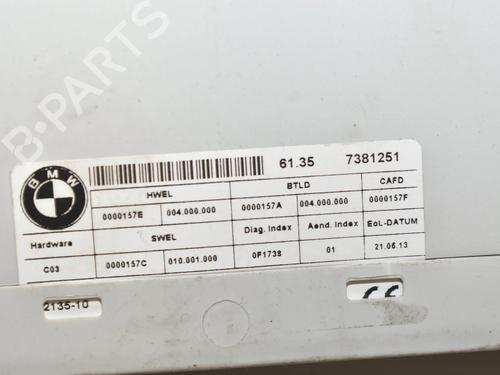 B-PARTS
BMW
61.35 7381251
HWEL BTLD CAFD
0000157E 004.000.000 0000157A 004.000.000 0000157F
Hardware SWEL Diag. Index Aend. Index EoL-DATUM
C03 0000157C 010.001.000 0F1738 01 21.06.13
2135-10